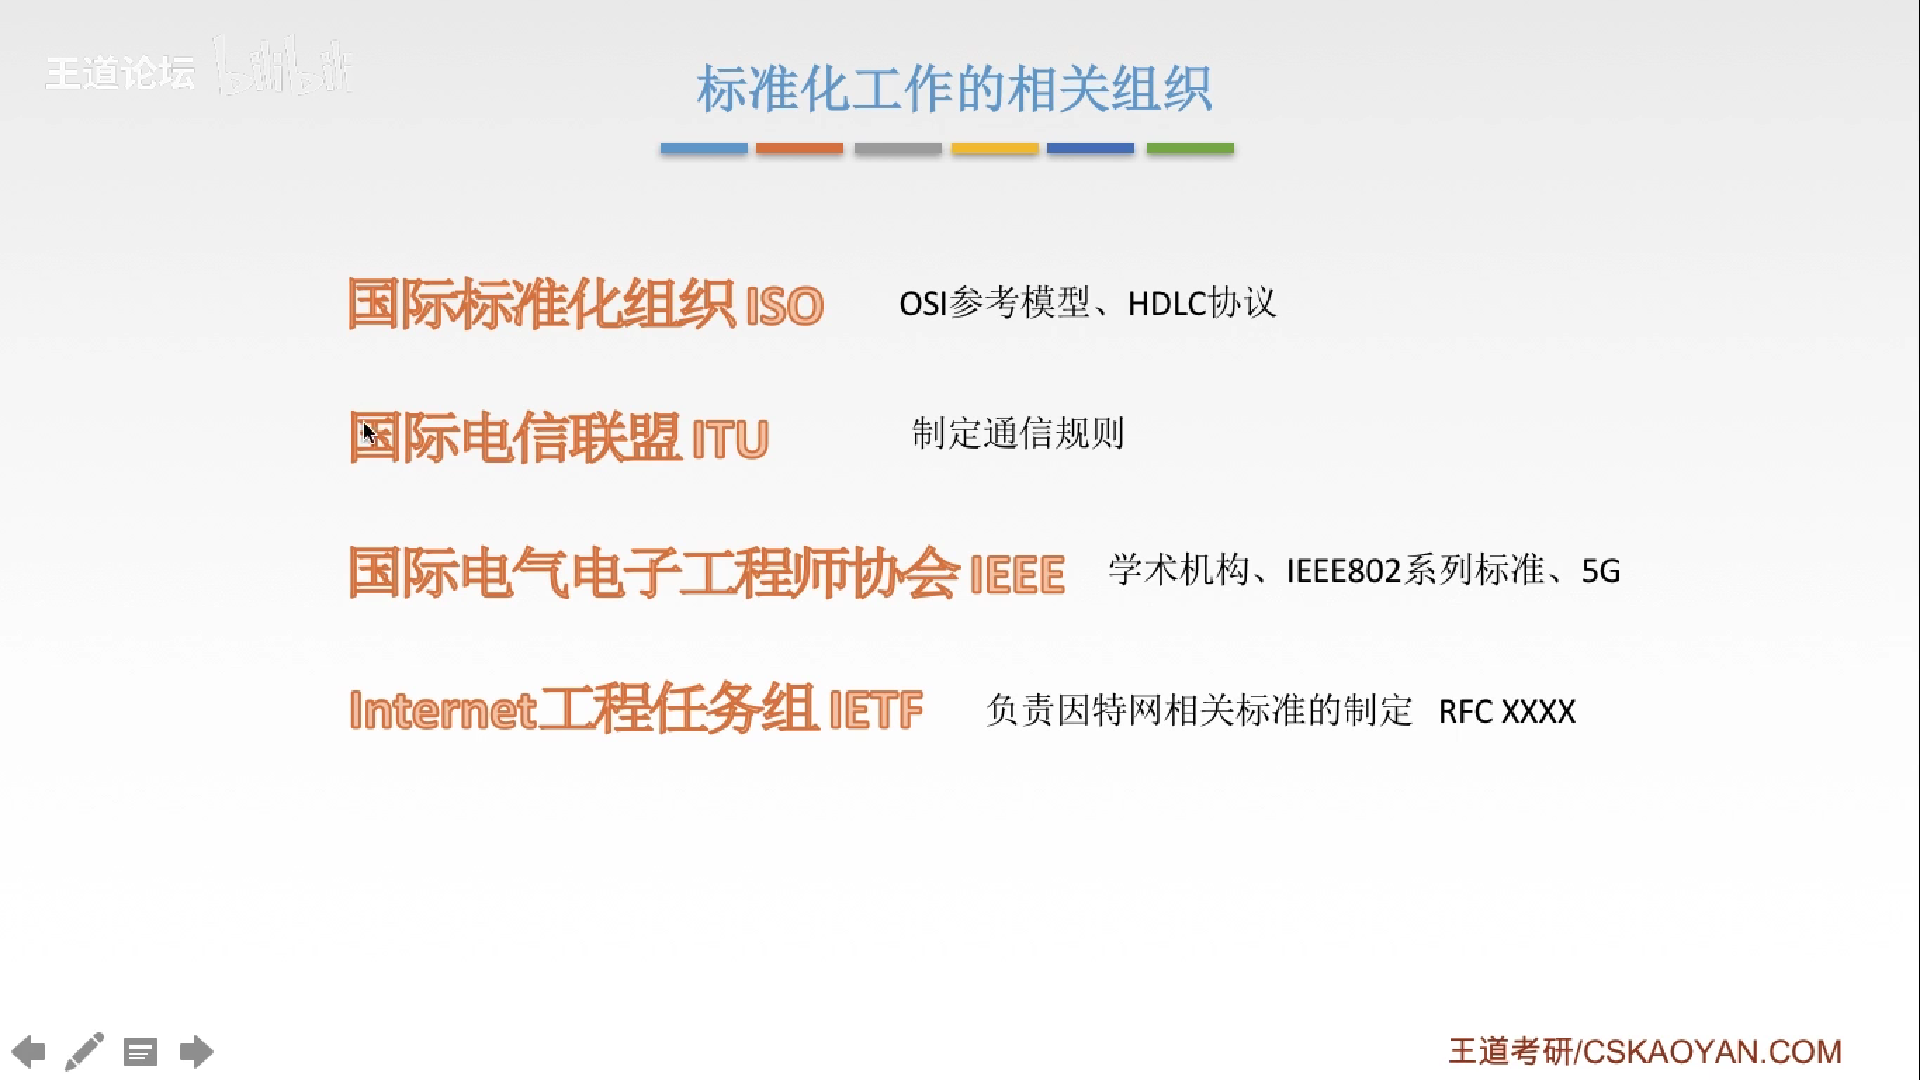 王道论坛 bilibili
标准化工作的相关组织
国际标准化组织 ISO OSI参考模型、HDLC协议
国际电信联盟 ITU 制定通信规则
国际电气电子工程师协会 IEEE 学术机构、IEEE802系列标准、5G
Internet工程任务组 IETF 负责因特网相关标准的制定 RFC XXXX
王道考研/CSKAOYAN.COM